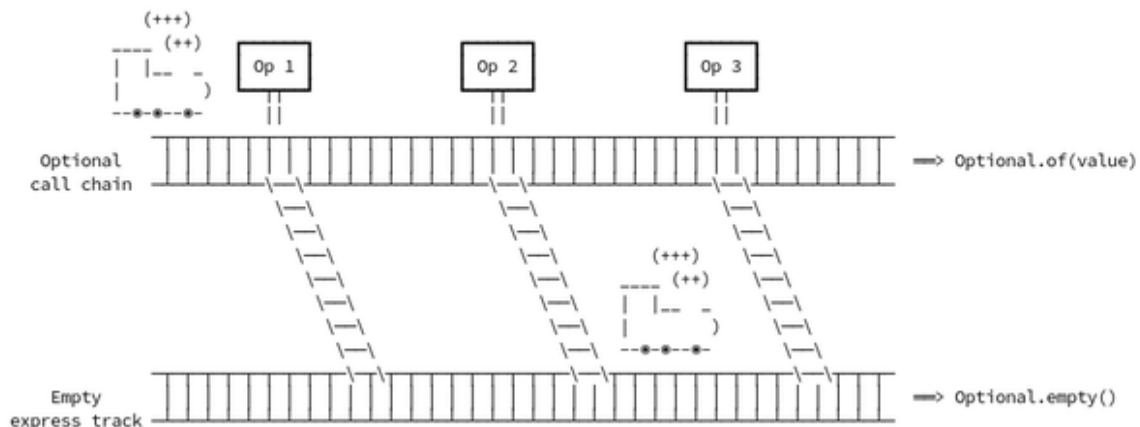 (+++)
(++)
Op 1
Op 2
Op 3
Optional
call chain
==> Optional.of(value)
(+++)
(++)
Empty
express track
==> Optional.empty()